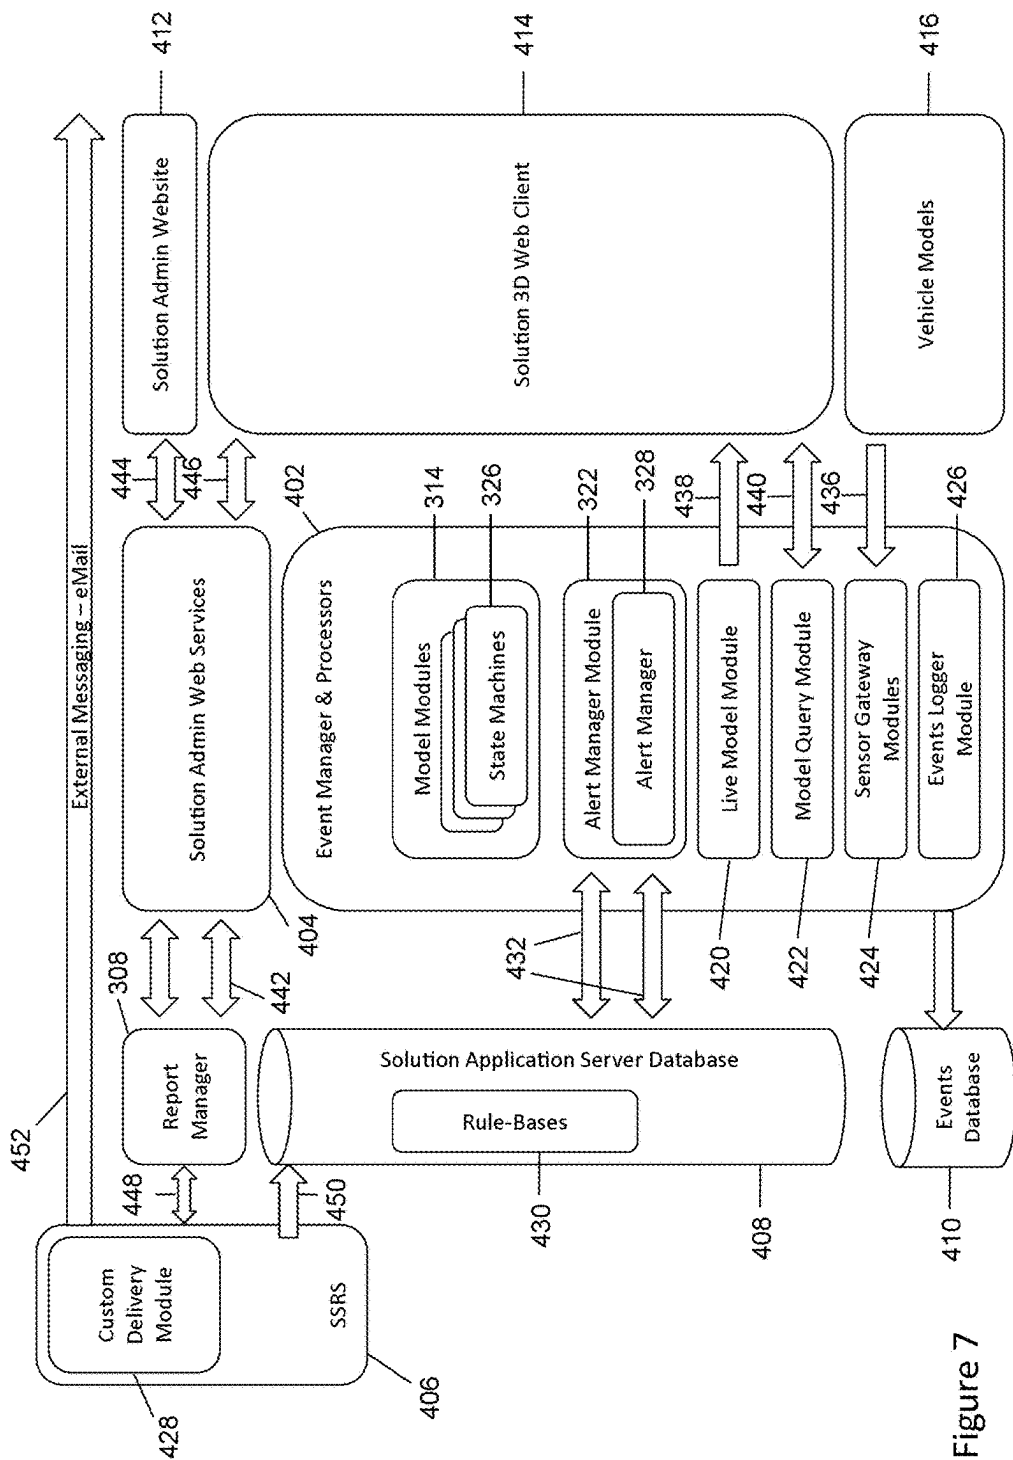 External Messaging – eMail
452
412
Solution Admin Website
414
Solution 3D Web Client
416
Vehicle Models
444
446
Solution Admin Web Services
404
402
Event Manager & Processors
Model Modules
314
State Machines
326
Alert Manager Module
322
Alert Manager
328
Live Model Module
438
420
Model Query Module
440
422
Sensor Gateway
Modules
436
424
Events Logger
Module
426
308
442
432
Report
Manager
Solution Application Server Database
Rule-Bases
430
408
Events
Database
410
448
450
Custom
Delivery
Module
428
SSRS
406
Figure 7